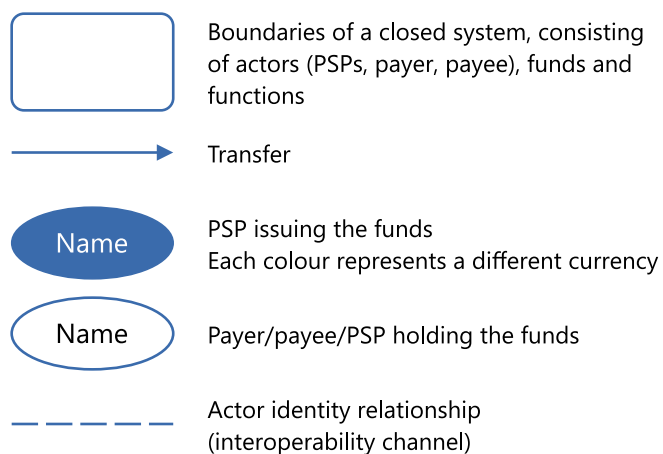 Boundaries of a closed system, consisting
of actors (PSPs, payer, payee), funds and
functions
Transfer
Name
PSP issuing the funds
Each colour represents a different currency
Name
Payer/payee/PSP holding the funds
Actor identity relationship
(interoperability channel)